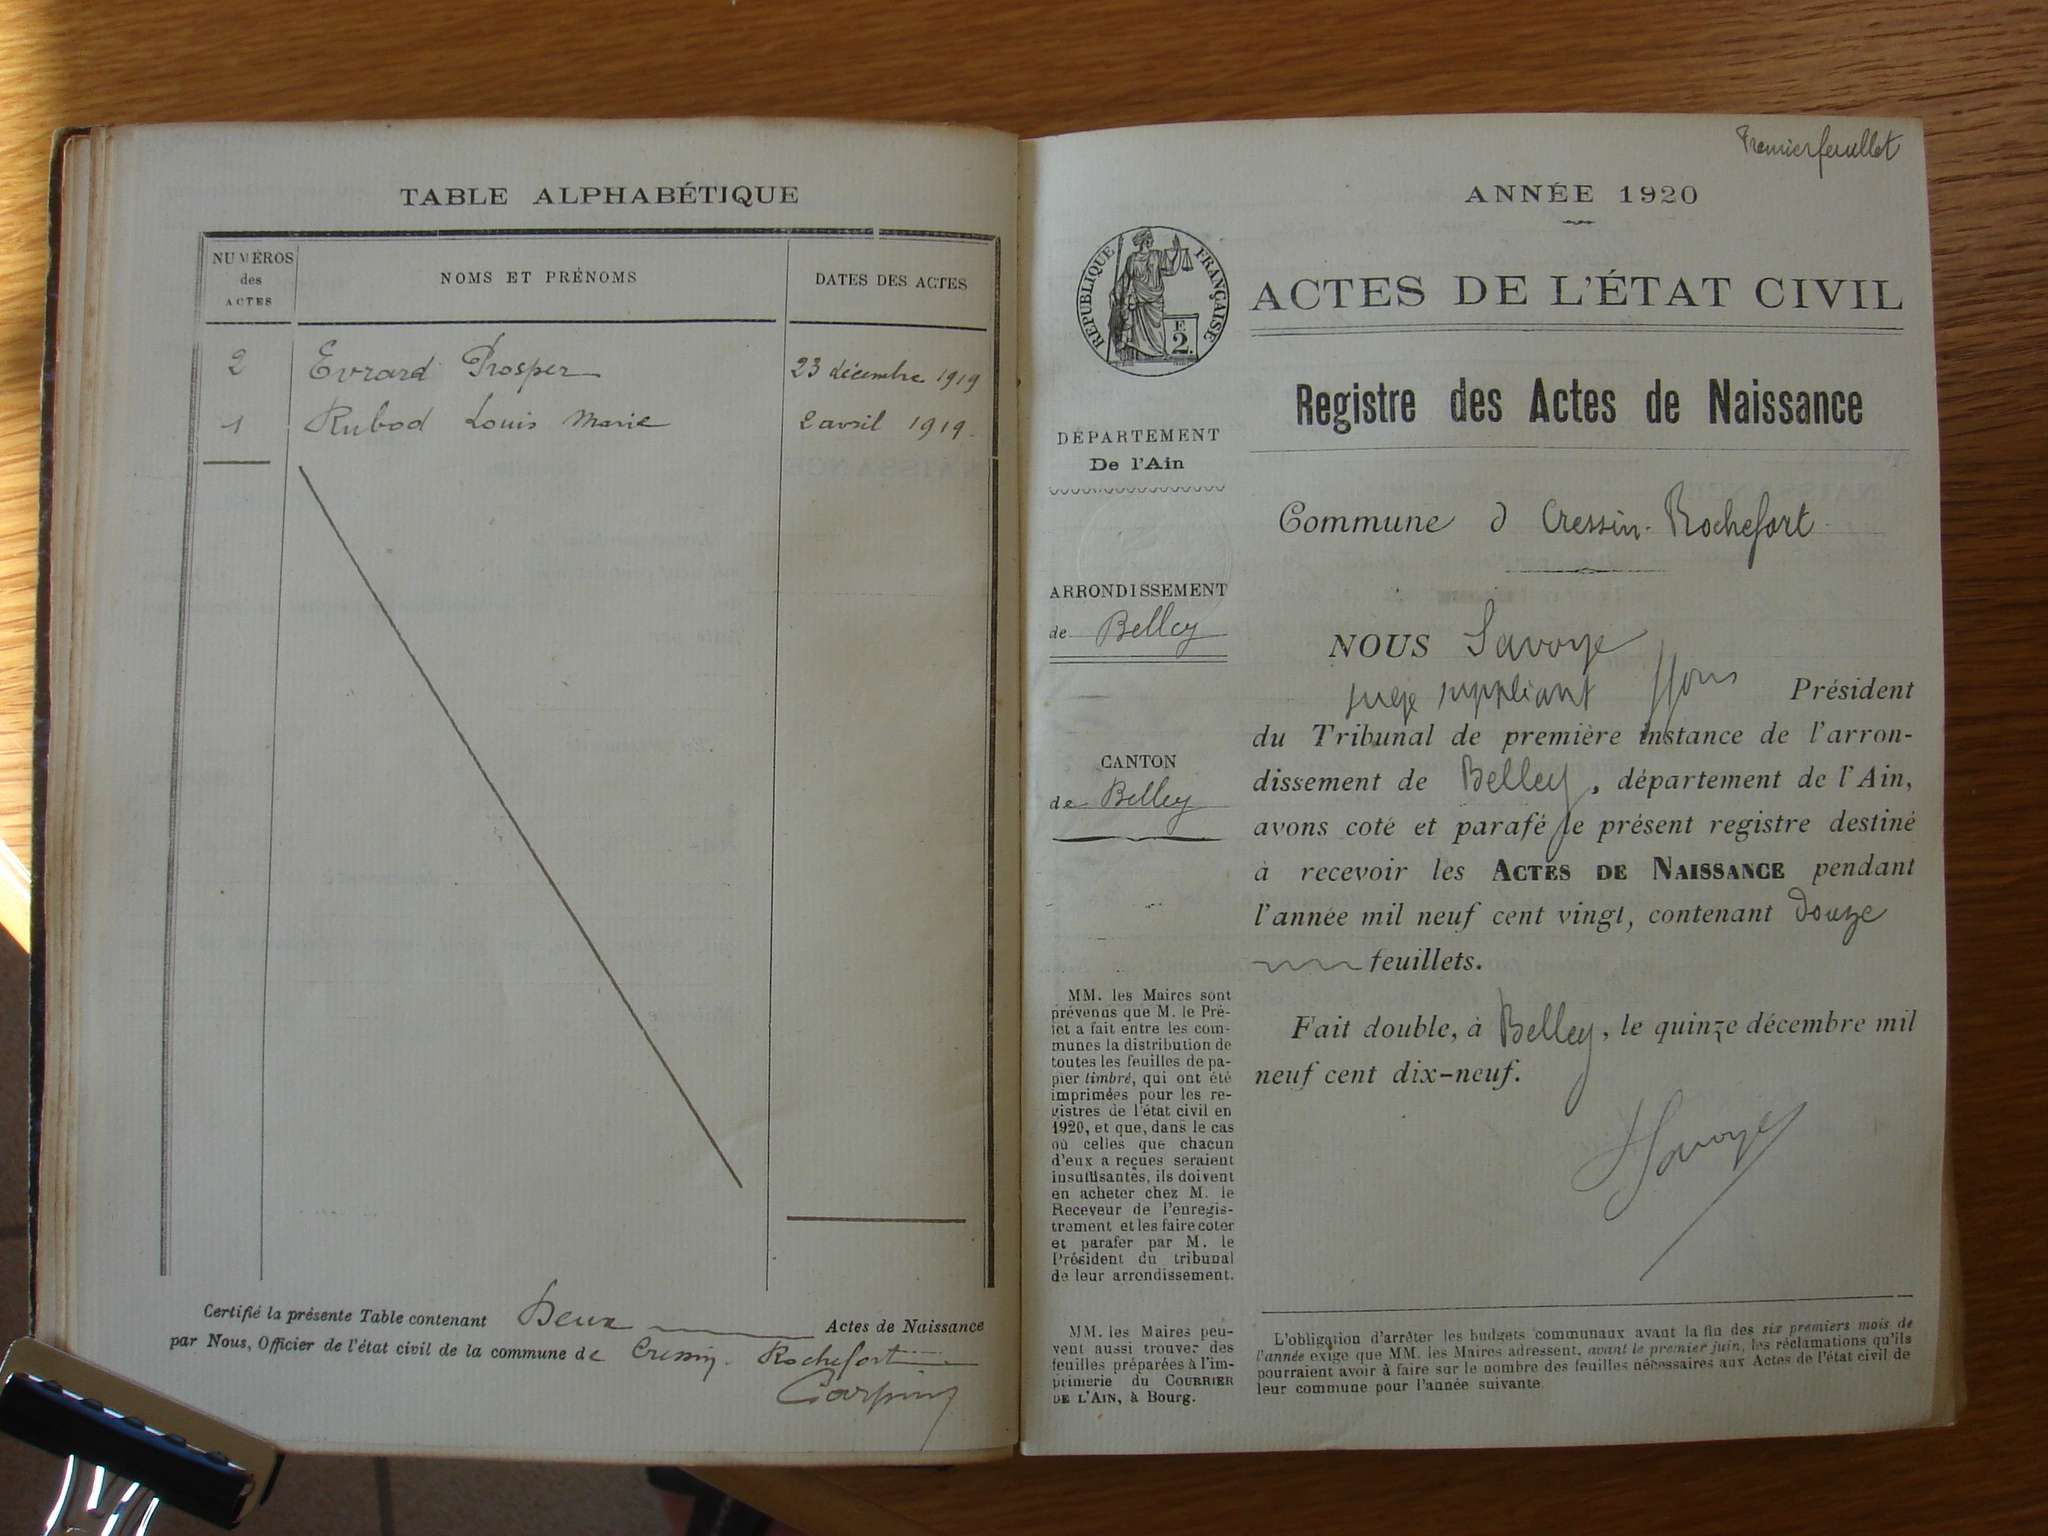 TABLE ALPHABÉTIQUE
NUMÉROS
des
ACTES
NOMS ET PRÉNOMS
DATES DES ACTES
2 Evrard Prosper 23 décembre 1919
1 Rubod Louis Marie 2 avril 1919
Certifié la présente Table contenant Deux Actes de Naissance
par Nous, Officier de l'état civil de la commune de Cressin-Rochefort
Premier feuillet
ANNÉE 1920
RÉPUBLIQUE FRANÇAISE
F.
2.
ACTES DE L'ÉTAT CIVIL
Registre des Actes de Naissance
DÉPARTEMENT
De l'Ain
Commune d Cressin-Rochefort
ARRONDISSEMENT
de Belley
CANTON
de Belley
MM. les Maires sont
prévenus que M. le Pré-
fet a fait entre les com-
munes la distribution de
toutes les feuilles de pa-
pier timbré, qui ont été
imprimées pour les re-
gistres de l'état civil en
1920, et que, dans le cas
où celles que chacun
d'eux a reçues seraient
insuffisantes, ils doivent
en acheter chez M. le
Receveur de l'enregis-
trement et les faire coter
et parafer par M. le
Président du tribunal
de leur arrondissement.
MM. les Maires peu-
vent aussi trouver des
feuilles préparées à l'im-
primerie du COURRIER
DE L'AIN, à Bourg.
NOUS Savoye
juge suppléant Président
du Tribunal de première instance de l'arron-
dissement de Belley, département de l'Ain,
avons coté et parafé le présent registre destiné
à recevoir les ACTES DE NAISSANCE pendant
l'année mil neuf cent vingt, contenant douze
feuillets.
Fait double, à Belley, le quinze décembre mil
neuf cent dix-neuf.
Savoye
L'obligation d'arrêter les budgets communaux avant la fin des six premiers mois de
l'année exige que MM. les Maires adressent, avant le premier juin, les réclamations qu'ils
pourraient avoir à faire sur le nombre des feuilles nécessaires aux Actes de l'état civil de
leur commune pour l'année suivante.